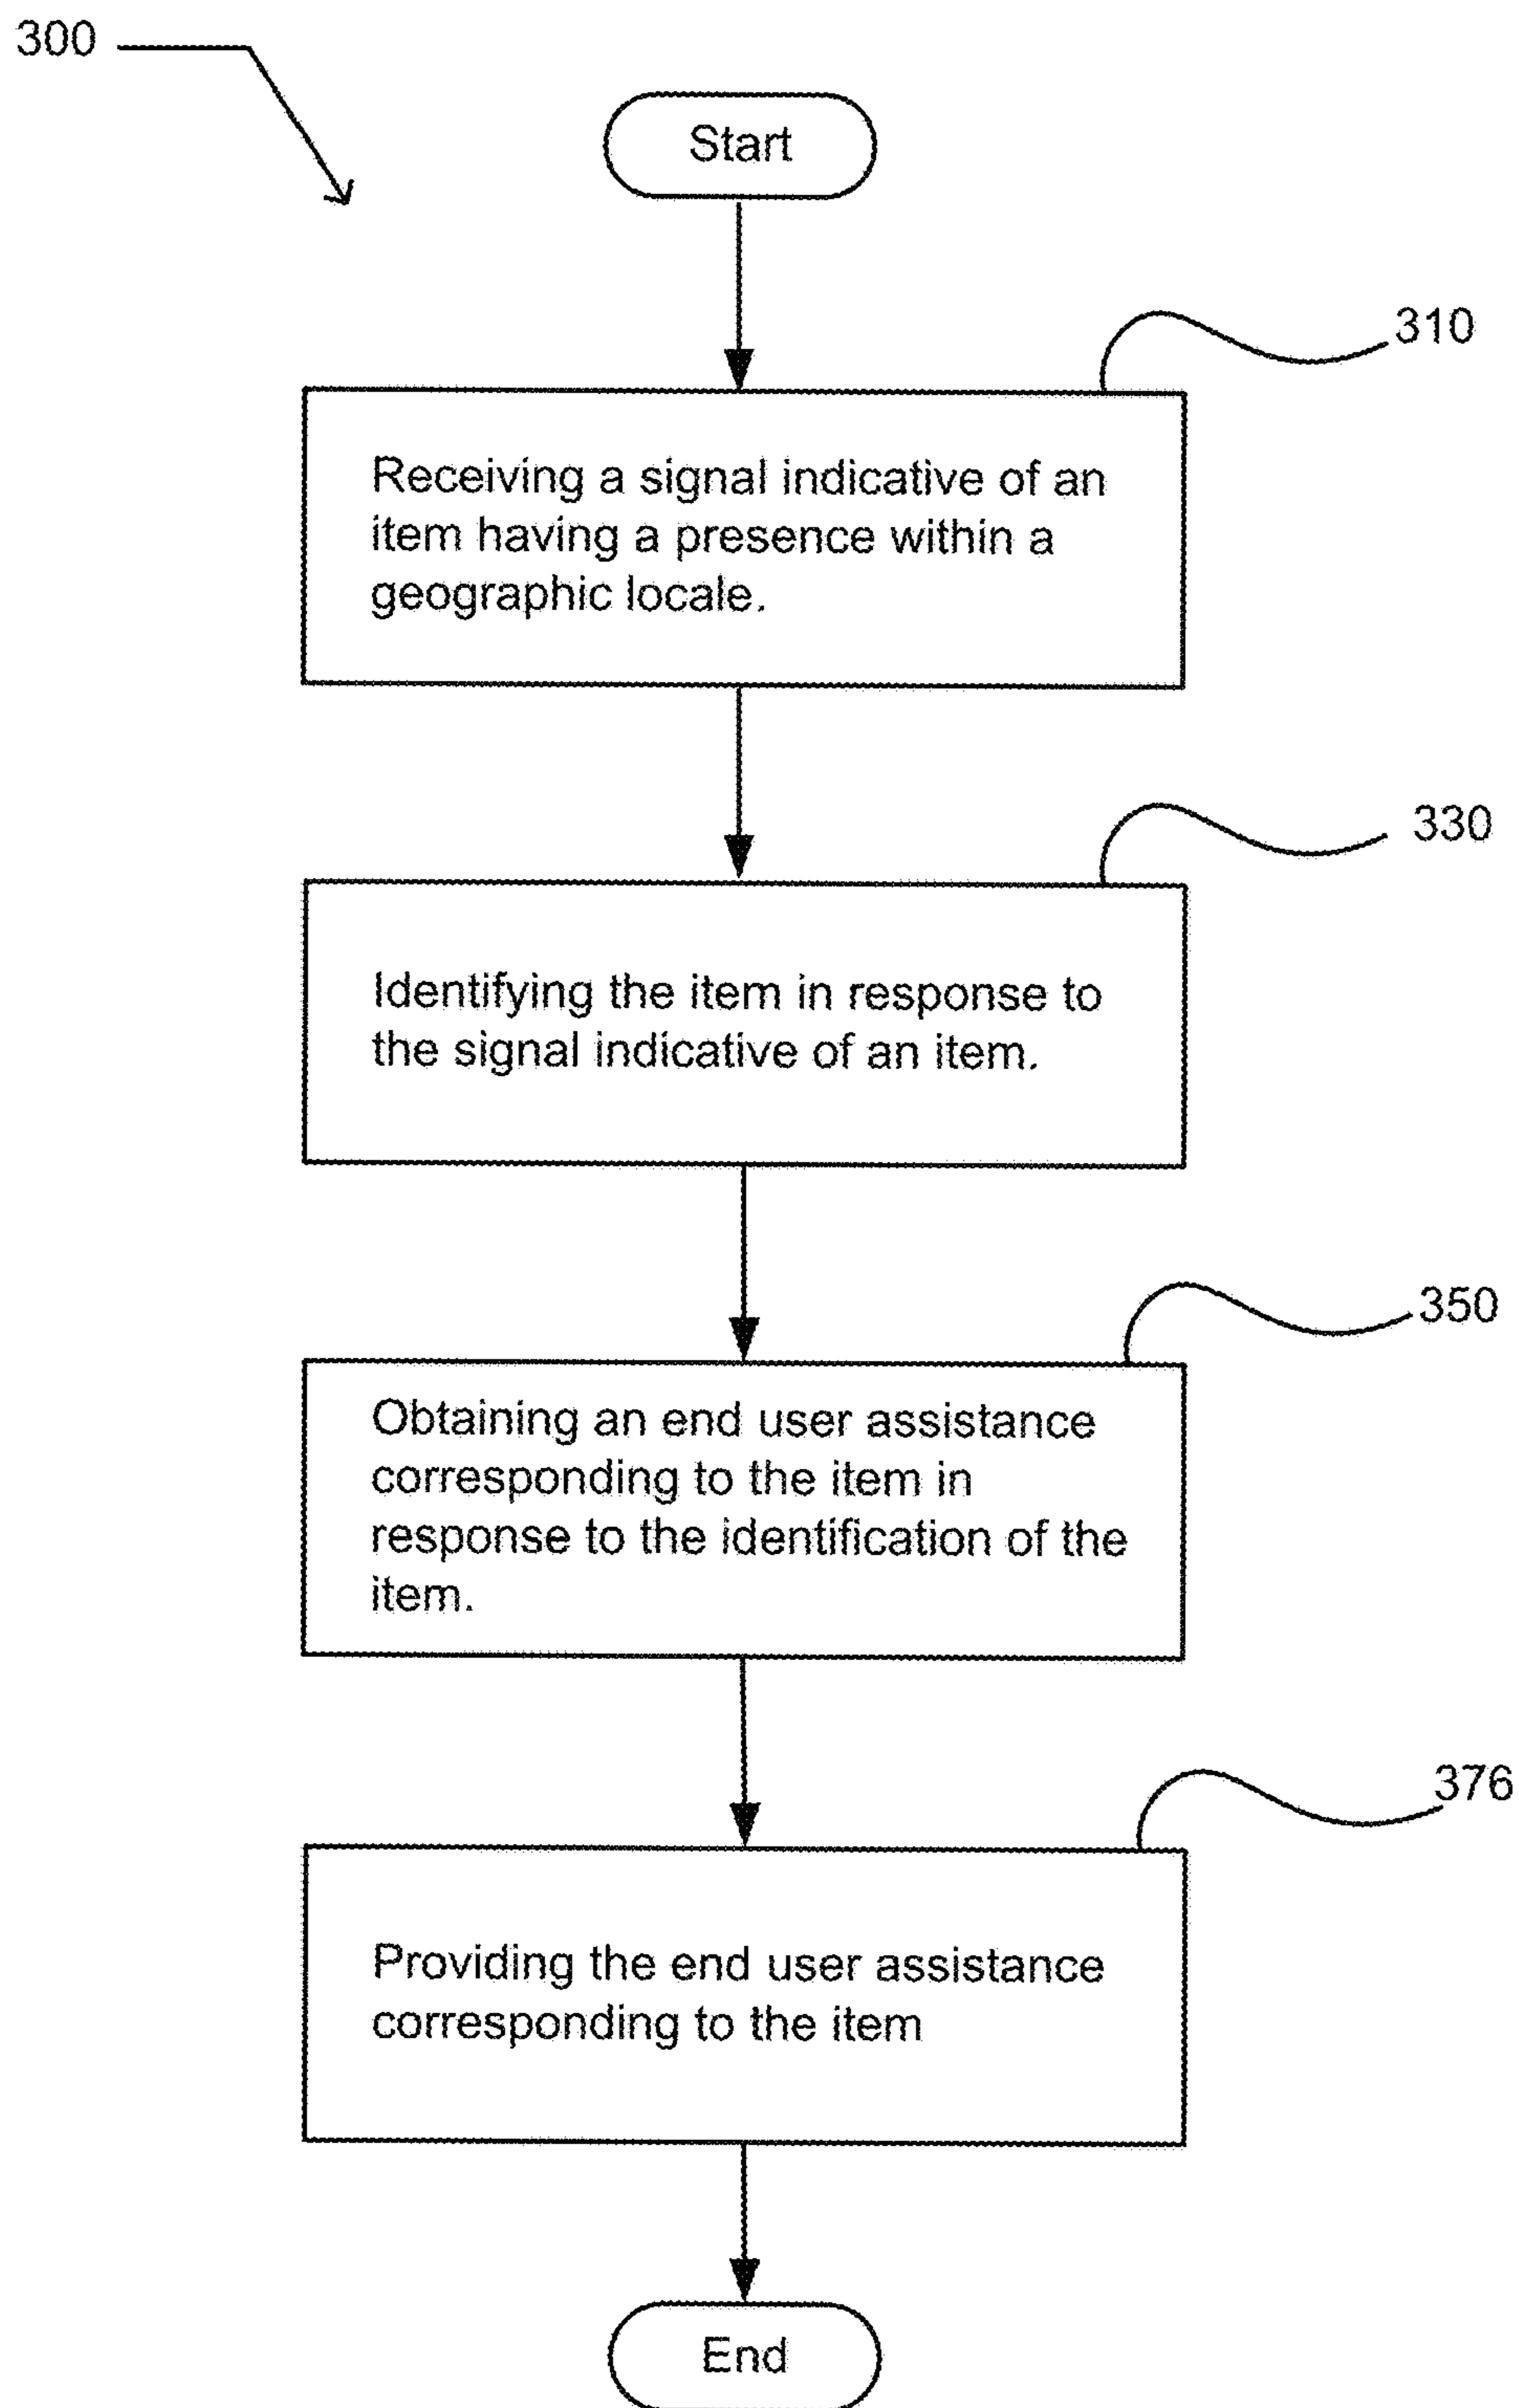 300
Start
310
Receiving a signal indicative of an
item having a presence within a
geographic locale.
330
Identifying the item in response to
the signal indicative of an item.
350
Obtaining an end user assistance
corresponding to the item in
response to the identification of the
item.
376
Providing the end user assistance
corresponding to the item
End